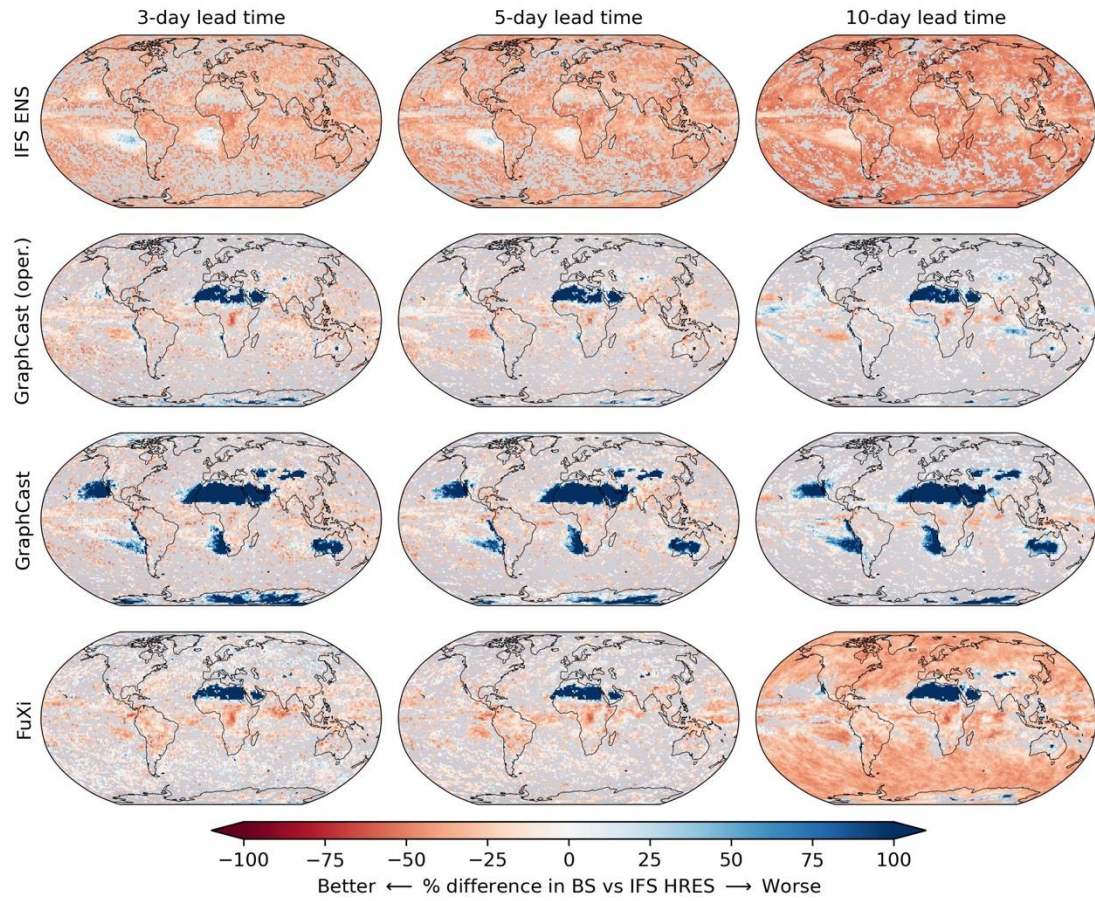 3-day lead time 5-day lead time 10-day lead time
IFS ENS
GraphCast (oper.)
GraphCast
FuXi
−100 −75 −50 −25 0 25 50 75 100
Better ← % difference in BS vs IFS HRES → Worse